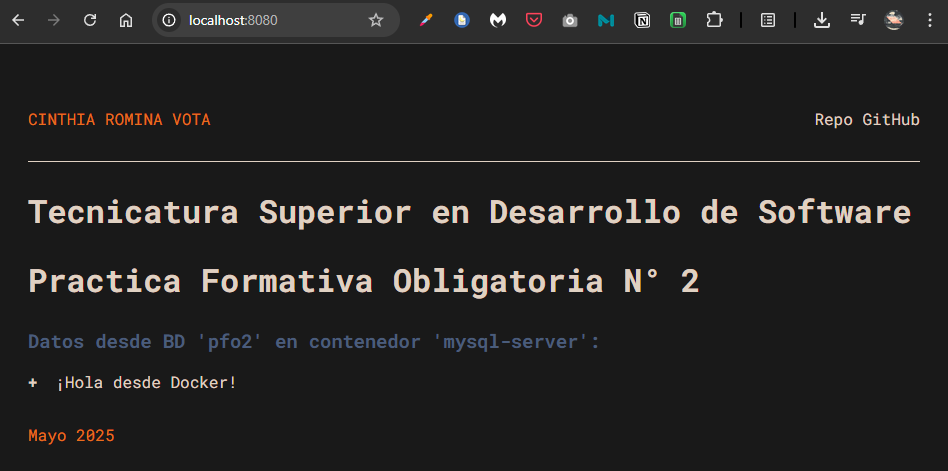 localhost:8080
CINTHIA ROMINA VOTA
Repo GitHub
Tecnicatura Superior en Desarrollo de Software
Practica Formativa Obligatoria N° 2
Datos desde BD 'pfo2' en contenedor 'mysql-server':
+ ¡Hola desde Docker!
Mayo 2025